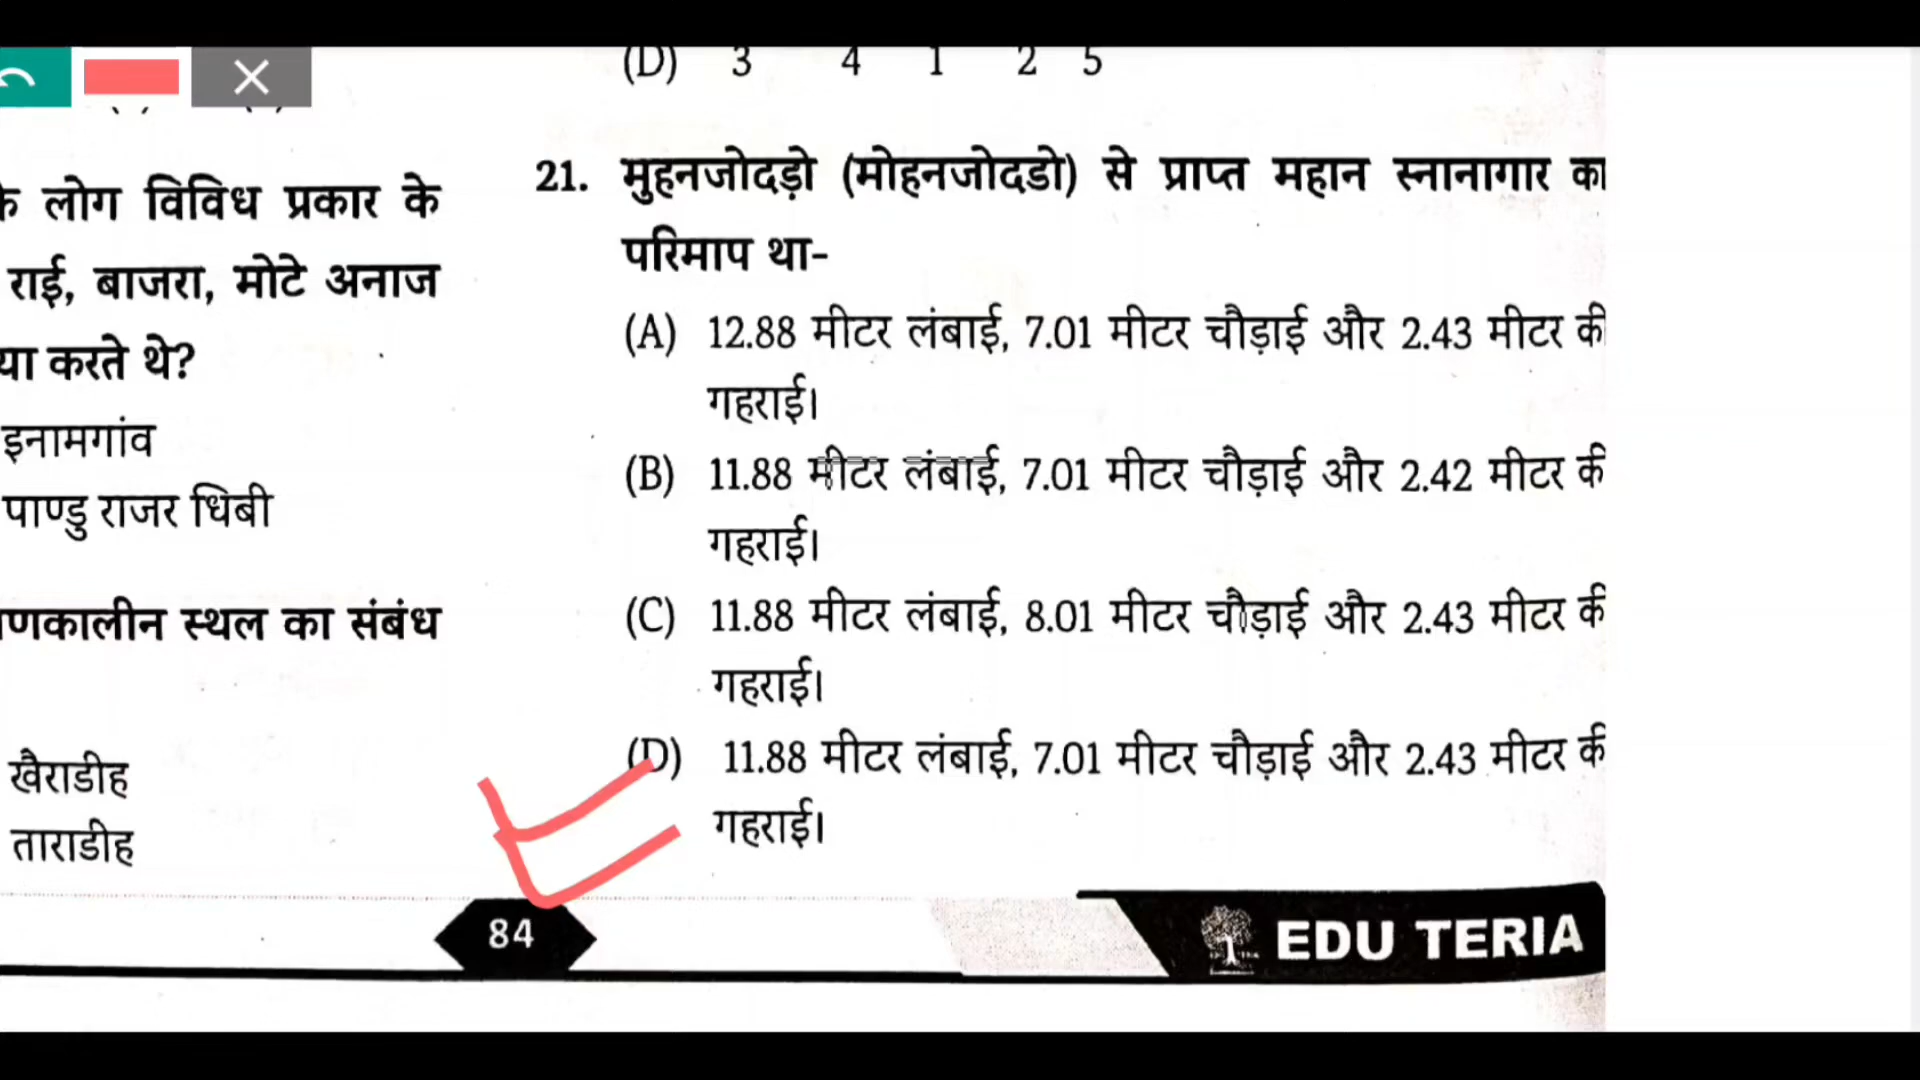 (D) 3 4 1 2 5
के लोग विविध प्रकार के
राई, बाजरा, मोटे अनाज
करते थे?
इनामगांव
पाण्डु राजर धिबी
स्थल का संबंध
खैराडीह
ताराडीह
21. मुहनजोदड़ो (मोहनजोदडो) से प्राप्त महान स्नानागार का
परिमाप था-
(A) 12.88 मीटर लंबाई, 7.01 मीटर चौड़ाई और 2.43 मीटर की
गहराई।
(B) 11.88 मीटर लंबाई, 7.01 मीटर चौड़ाई और 2.42 मीटर की
गहराई।
(C) 11.88 मीटर लंबाई, 8.01 मीटर चौड़ाई और 2.43 मीटर की
गहराई।
(D) 11.88 मीटर लंबाई, 7.01 मीटर चौड़ाई और 2.43 मीटर की
गहराई।
84
EDU TERIA